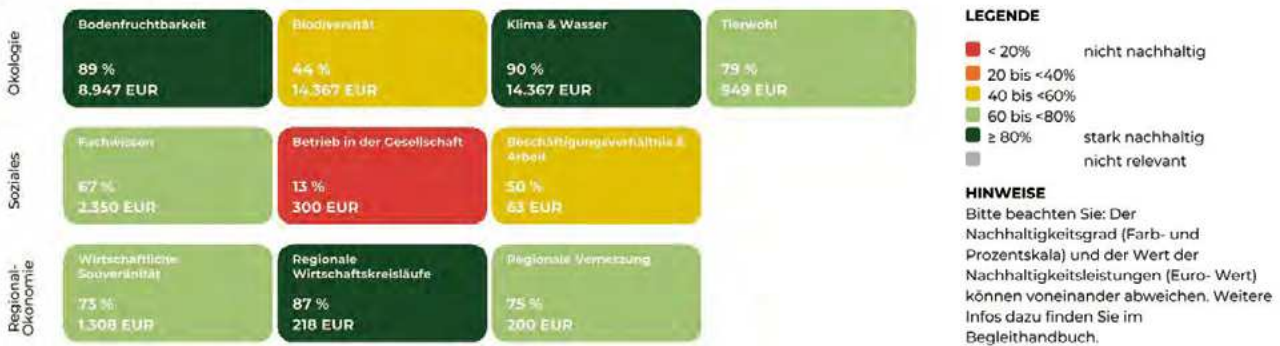 Ökologie
Bodenfruchtbarkeit
89 %
8.947 EUR
Biodiversität
44 %
14.367 EUR
Klima & Wasser
90 %
14.367 EUR
Tierwohl
79 %
949 EUR
Soziales
Fachwissen
67 %
2.350 EUR
Betrieb in der Gesellschaft
13 %
300 EUR
Beschäftigungsverhältnis &
Arbeit
50 %
63 EUR
Regional-
Ökonomie
Wirtschaftliche
Souveränität
73 %
1.308 EUR
Regionale
Wirtschaftskreisläufe
87 %
218 EUR
Regionale Vernetzung
75 %
200 EUR
LEGENDE
< 20% nicht nachhaltig
20 bis <40%
40 bis <60%
60 bis <80%
≥ 80% stark nachhaltig
nicht relevant
HINWEISE
Bitte beachten Sie: Der
Nachhaltigkeitsgrad (Farb- und
Prozentskala) und der Wert der
Nachhaltigkeitsleistungen (Euro- Wert)
können voneinander abweichen. Weitere
Infos dazu finden Sie im
Begleithandbuch.